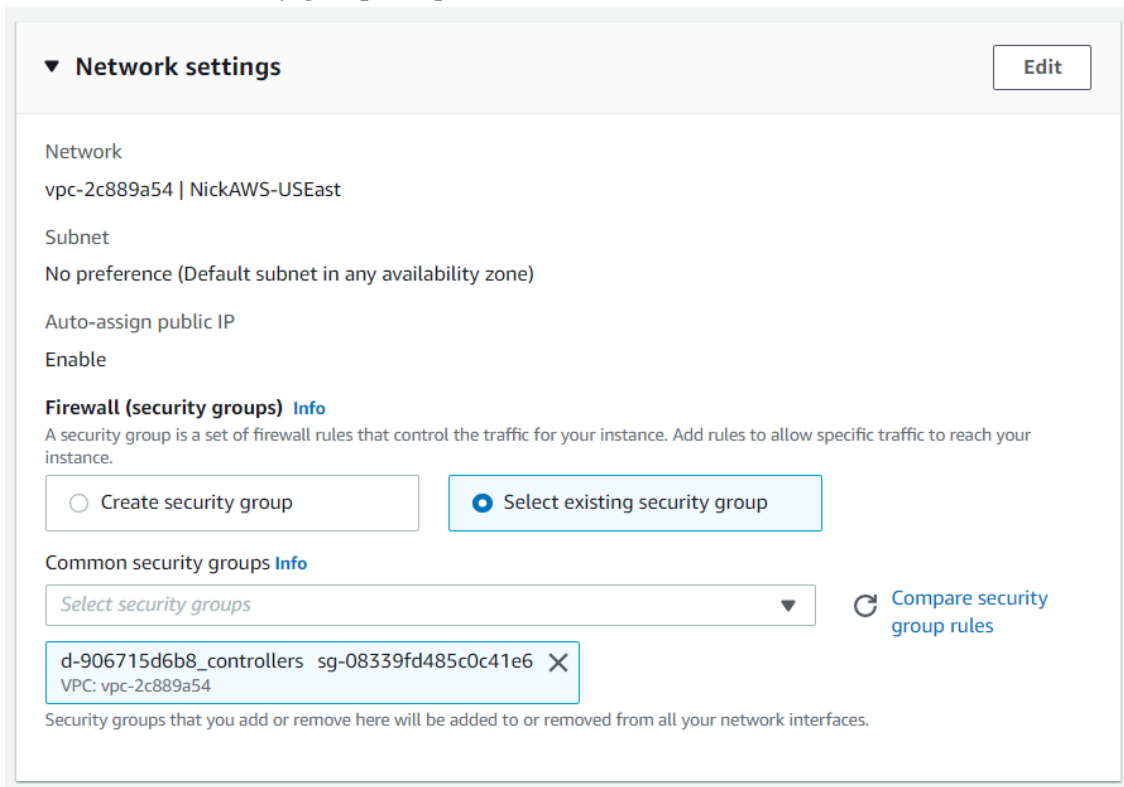 Network settings
Edit
Network
vpc-2c889a54 | NickAWS-USEast
Subnet
No preference (Default subnet in any availability zone)
Auto-assign public IP
Enable
Firewall (security groups) Info
A security group is a set of firewall rules that control the traffic for your instance. Add rules to allow specific traffic to reach your
instance.
Create security group
Select existing security group
Common security groups Info
Select security groups
Compare security
group rules
d-906715d6b8_controllers sg-08339fd485c0c41e6
VPC: vpc-2c889a54
Security groups that you add or remove here will be added to or removed from all your network interfaces.